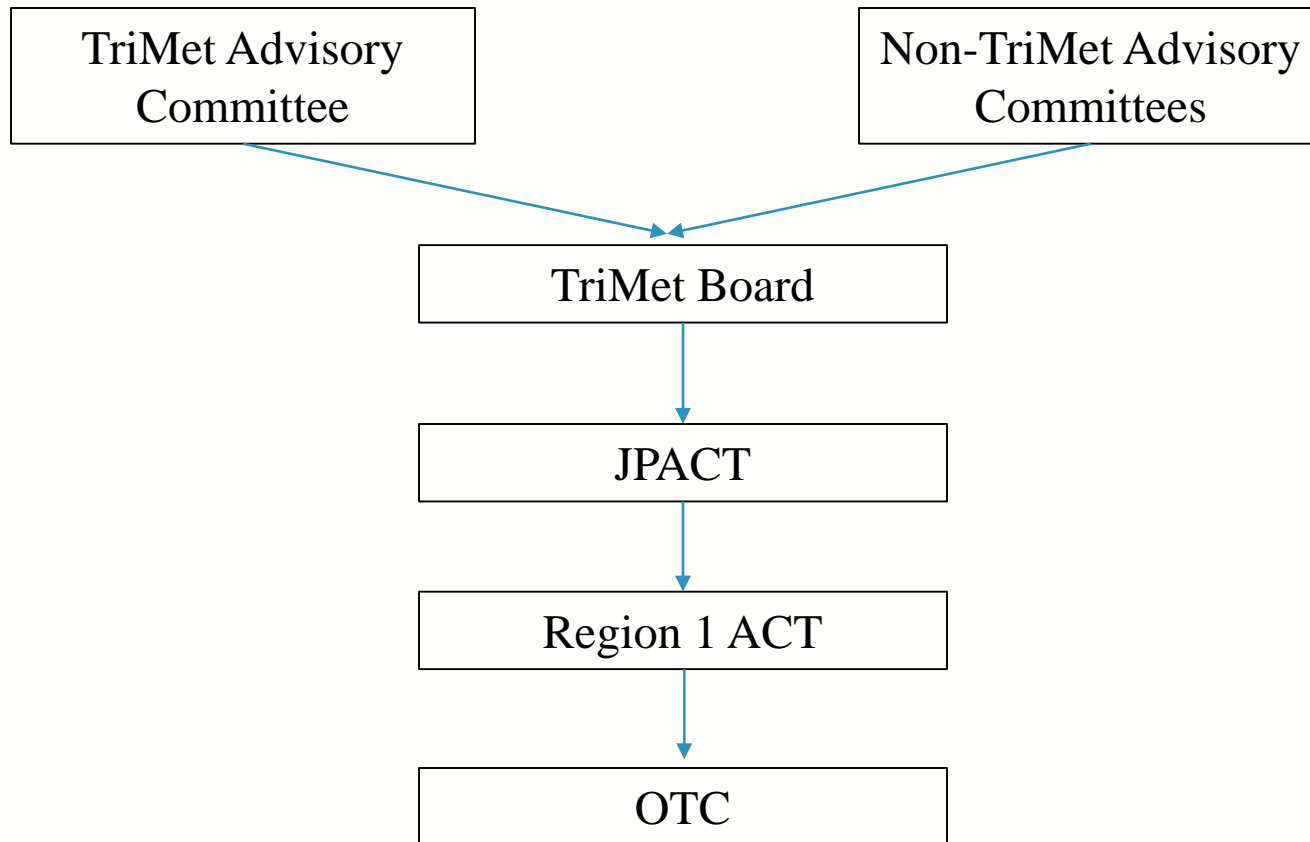 TriMet Advisory
Committee
Non-TriMet Advisory
Committees
TriMet Board
JPACT
Region 1 ACT
OTC